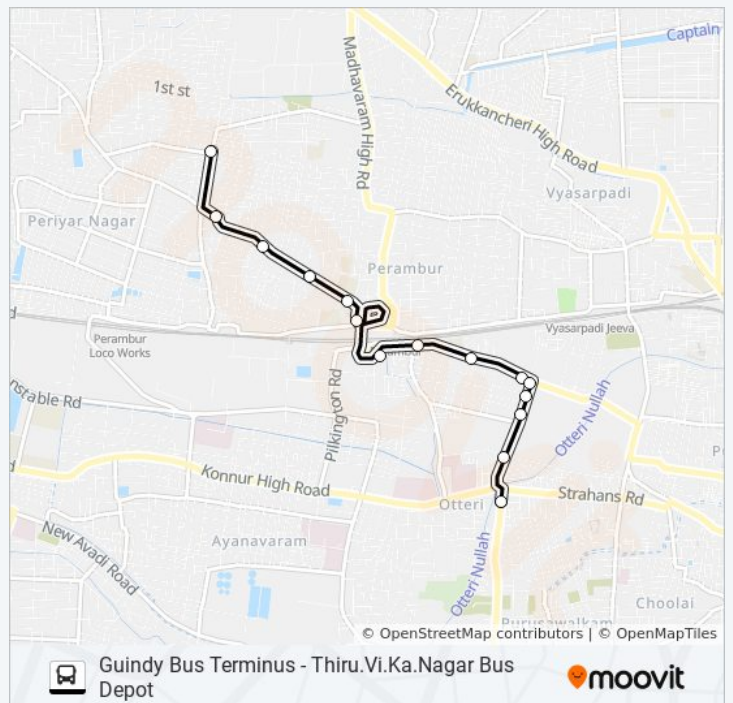 Captain
1st st
Madhavaram High Rd
Erukkancheri High Road
Vyasarpadi
Periyar Nagar
Perambur
Perambur
Loco Works
Vyasarpadi Jeeva
Pilkington Rd
nstable Rd
Otteri Nullah
Konnur High Road
Otteri
Strahans Rd
New Avadi Road
Ayanavaram
Otteri Nullah
Choolai
Purusawalkam
© OpenStreetMap contributors | © OpenMapTiles
Guindy Bus Terminus - Thiru.Vi.Ka.Nagar Bus
Depot
moovit